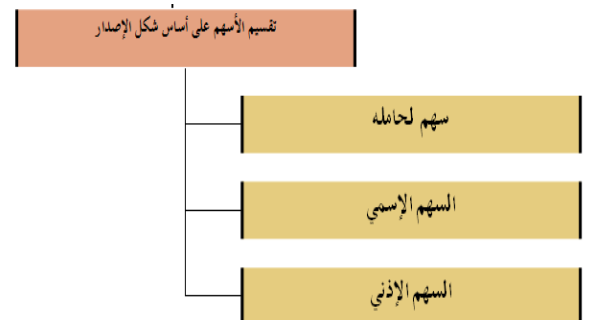 تقسيم الأسهم على أساس شكل الإصدار
سهم لحامله
السهم الإسمي
السهم الإذني